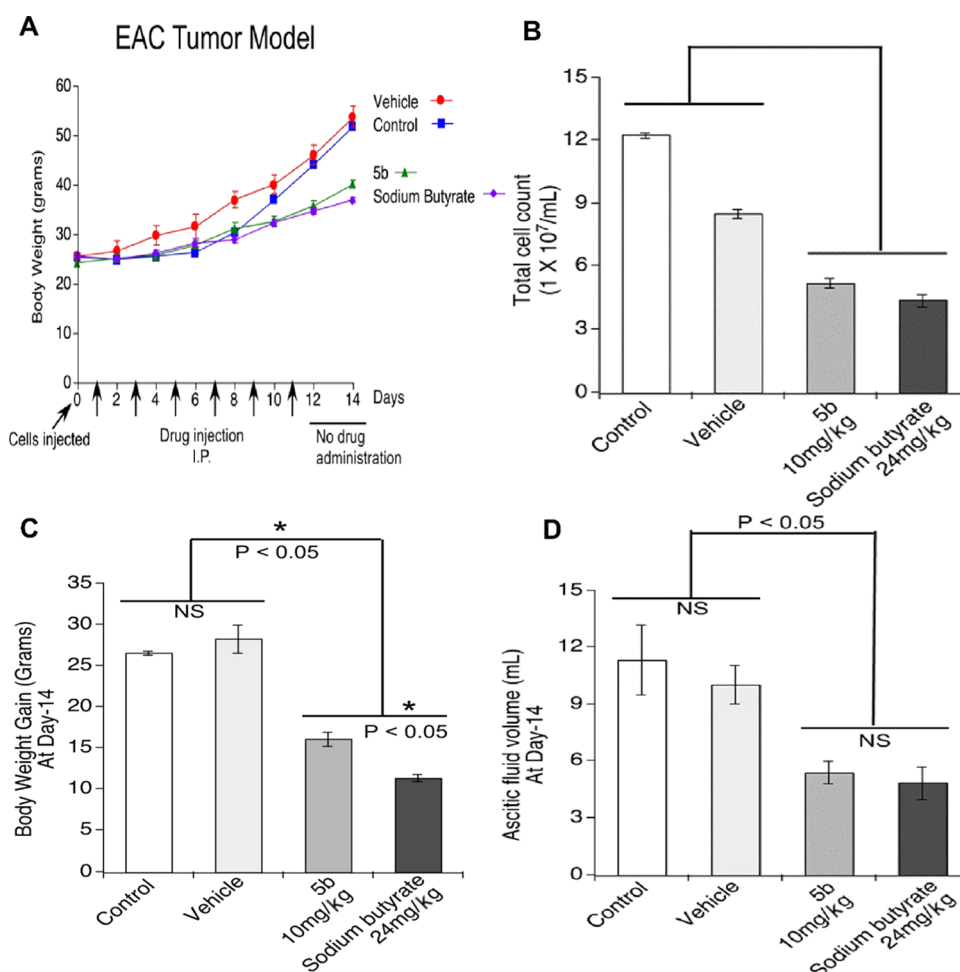 A
EAC Tumor Model
Body Weight (grams)
60
50
40
30
20
10
0
Vehicle
Control
5b
Sodium Butyrate
0 2 4 6 8 10 12 14 Days
Cells injected
Drug injection
I.P.
No drug
administration
B
Total cell count
(1 X 10⁷/mL)
15
12
9
6
3
0
Control
Vehicle
5b
10mg/kg
Sodium butyrate
24mg/kg
C
*
P < 0.05
NS
*
P < 0.05
Body Weight Gain (Grams)
At Day-14
35
30
25
20
15
10
5
0
Control
Vehicle
5b
10mg/kg
Sodium butyrate
24mg/kg
D
P < 0.05
NS
NS
Ascitic fluid volume (mL)
At Day-14
15
12
9
6
3
0
Control
Vehicle
5b
10mg/kg
Sodium butyrate
24mg/kg